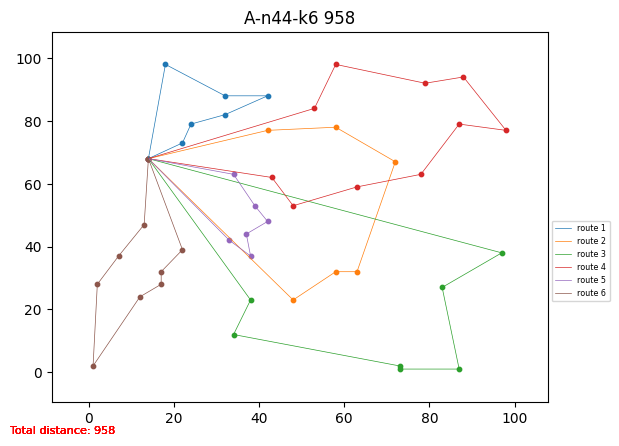 A-n44-k6 958
100
80
60
40
20
0
0 20 40 60 80 100
route 1
route 2
route 3
route 4
route 5
route 6
Total distance: 958